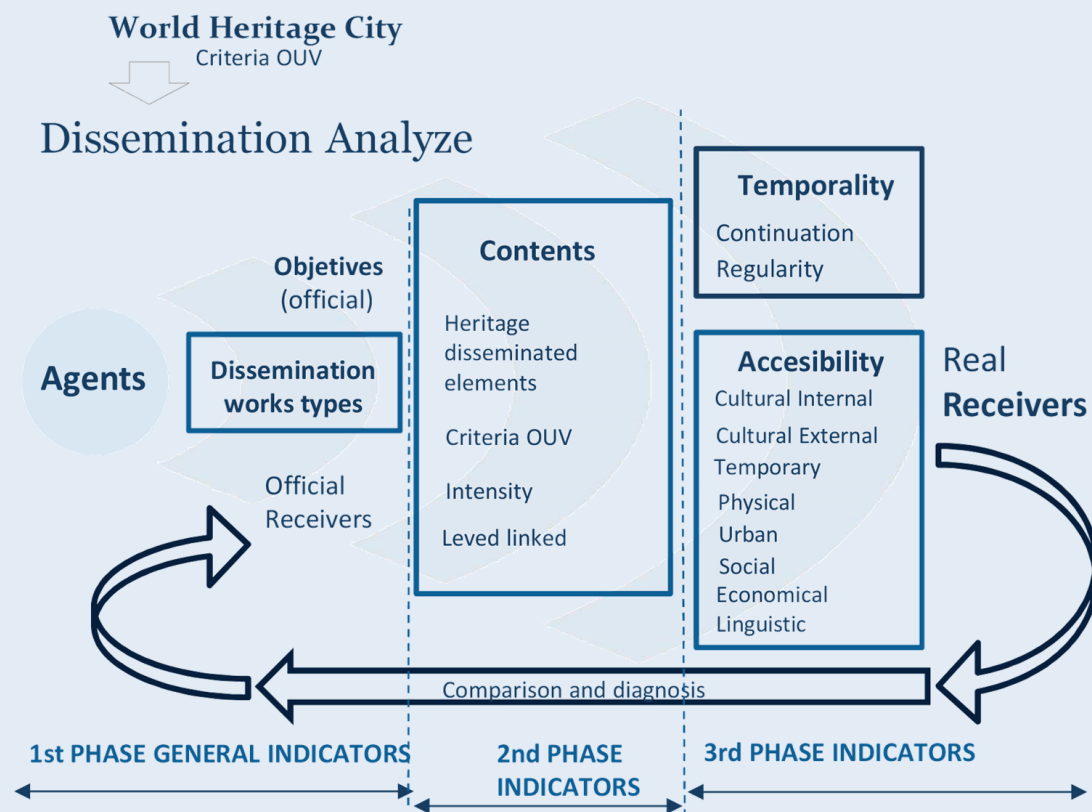 World Heritage City
Criteria OUV
Dissemination Analyze
Agents
Objetives
(official)
Dissemination
works types
Official
Receivers
Contents
Heritage
disseminated
elements
Criteria OUV
Intensity
Leved linked
Temporality
Continuation
Regularity
Accesibility
Cultural Internal
Cultural External
Temporary
Physical
Urban
Social
Economical
Linguistic
Real
Receivers
Comparison and diagnosis
1st PHASE GENERAL INDICATORS
2nd PHASE
INDICATORS
3rd PHASE INDICATORS